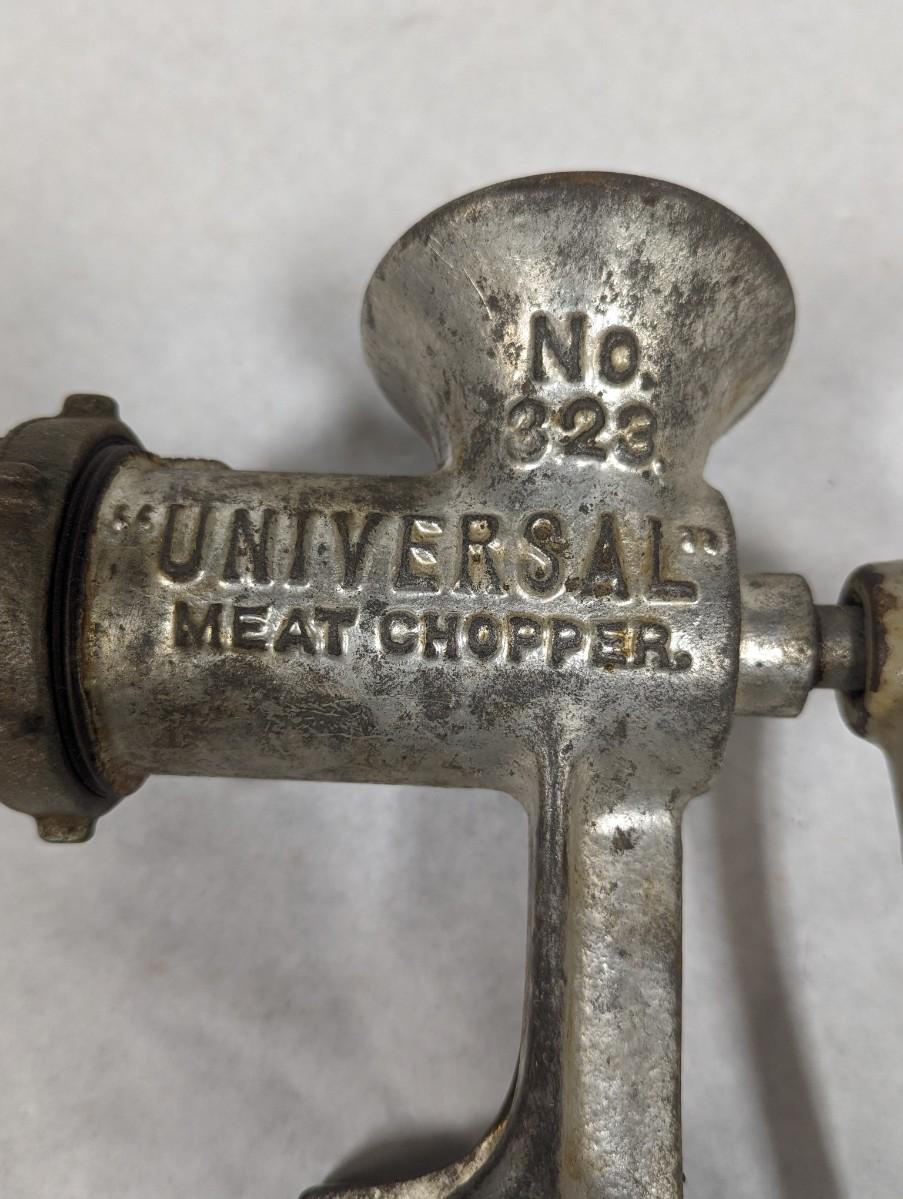 No.
323.
"UNIVERSAL"
MEAT CHOPPER.